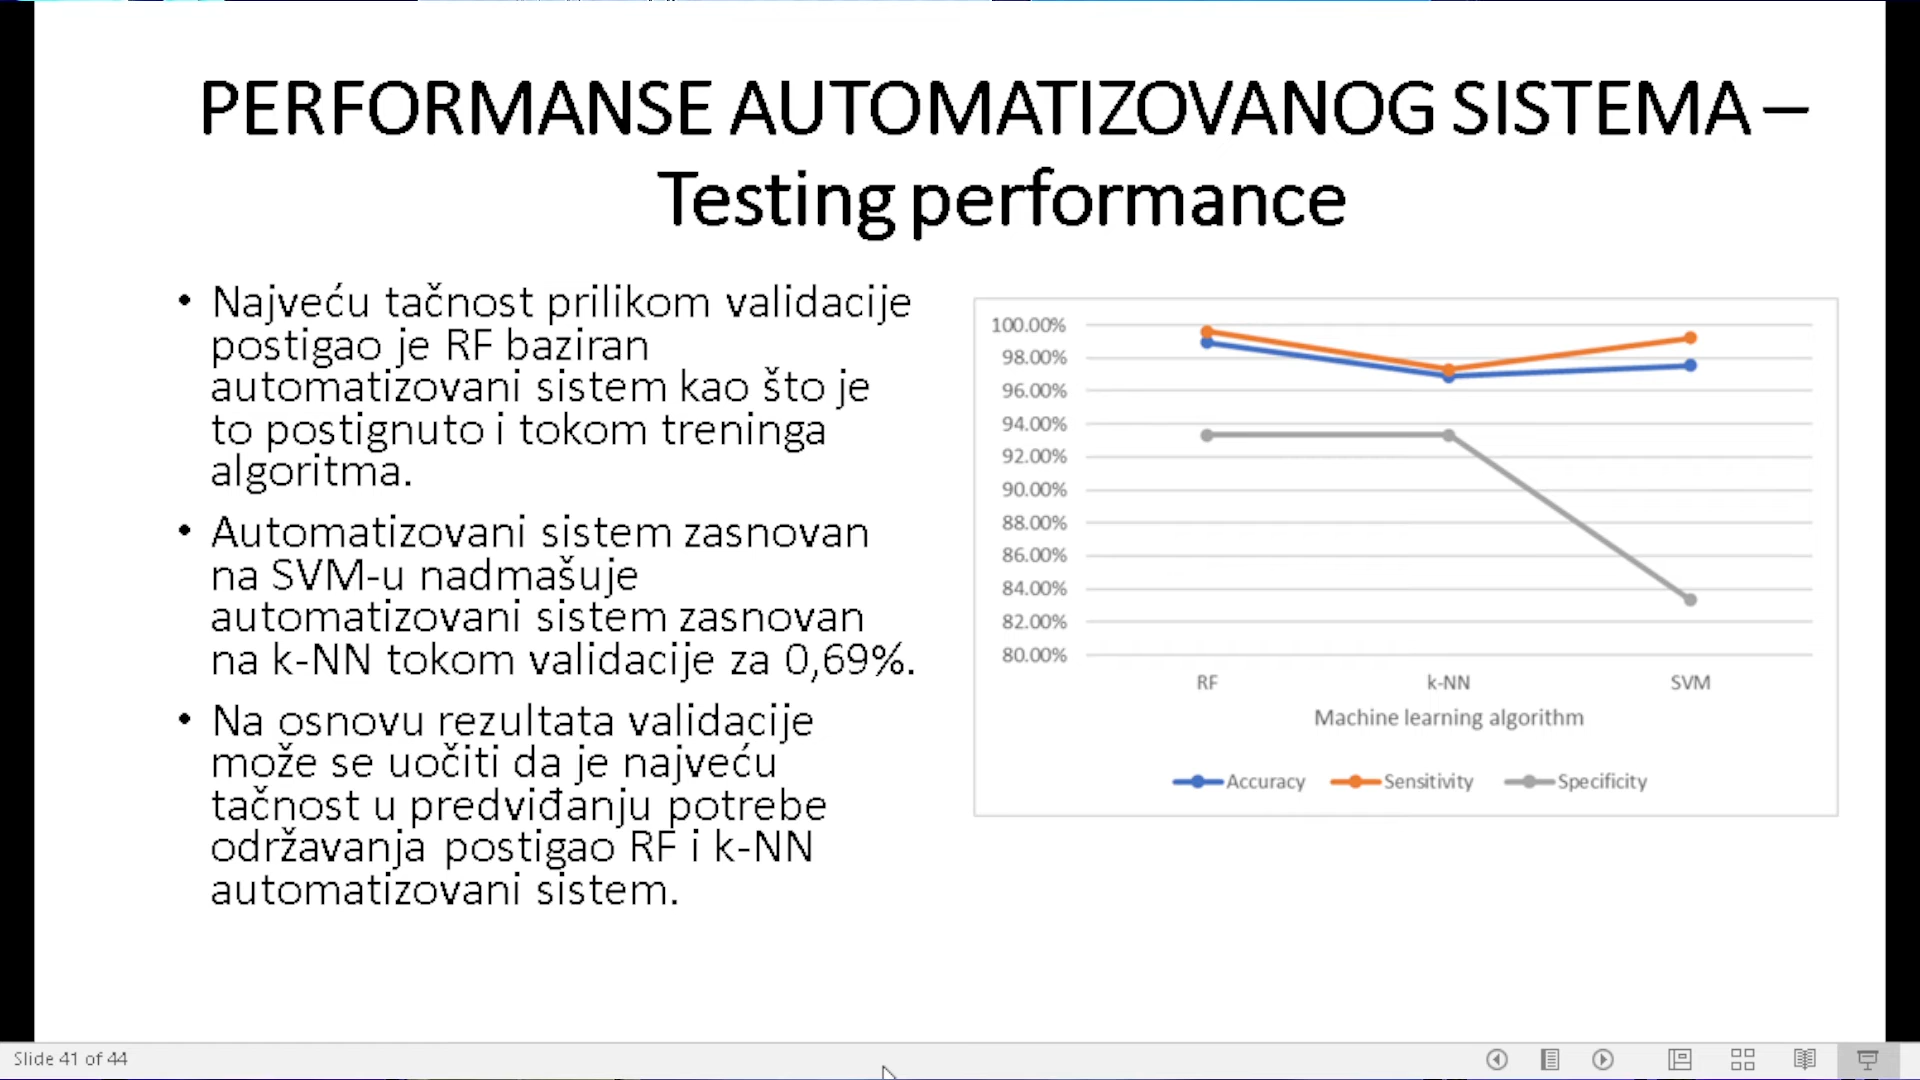 PERFORMANSE AUTOMATIZOVANOG SISTEMA –
Testing performance
• Najveću tačnost prilikom validacije
postigao je RF baziran
automatizovani sistem kao što je
to postignuto i tokom treninga
algoritma.
• Automatizovani sistem zasnovan
na SVM-u nadmašuje
automatizovani sistem zasnovan
na k-NN tokom validacije za 0,69%.
• Na osnovu rezultata validacije
može se uočiti da je najveću
tačnost u predviđanju potrebe
održavanja postigao RF i k-NN
automatizovani sistem.
100.00%
98.00%
96.00%
94.00%
92.00%
90.00%
88.00%
86.00%
84.00%
82.00%
80.00%
RF k-NN SVM
Machine learning algorithm
Accuracy Sensitivity Specificity
Slide 41 of 44